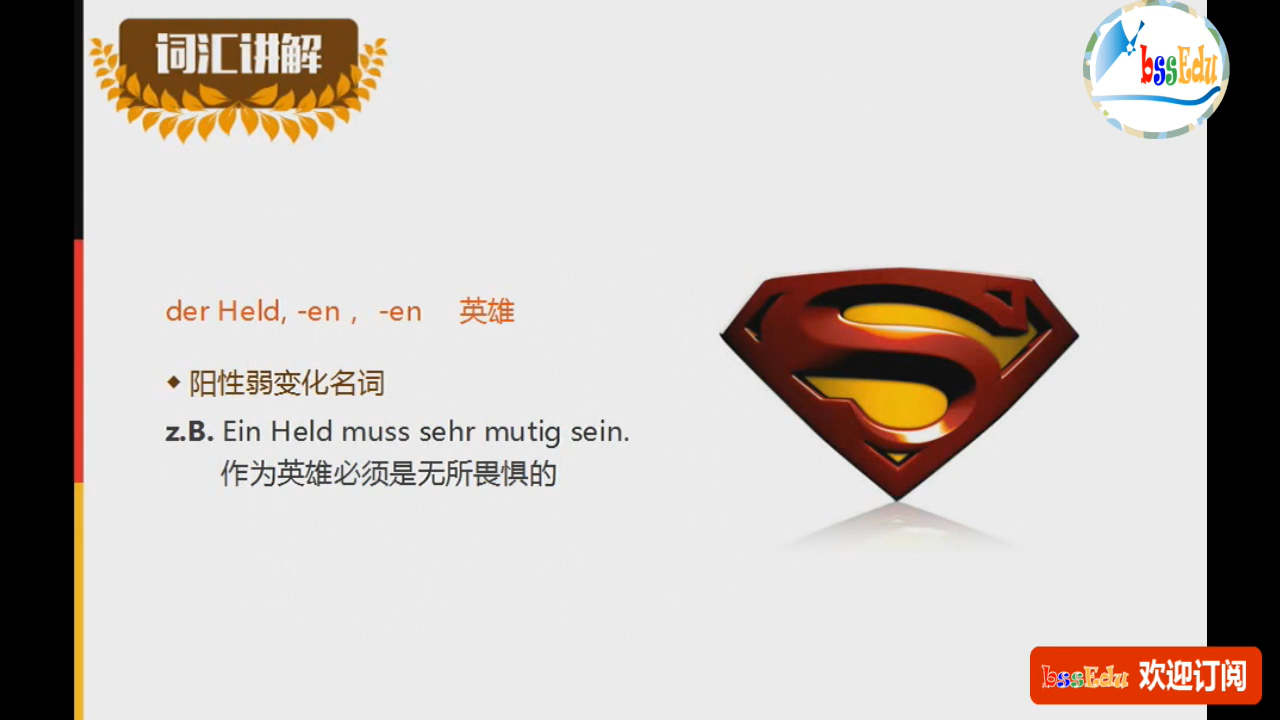 词汇讲解
bssEdu
der Held, -en , -en 英雄
◆ 阳性弱变化名词
z.B. Ein Held muss sehr mutig sein.
作为英雄必须是无所畏惧的
S
bssEdu 欢迎订阅